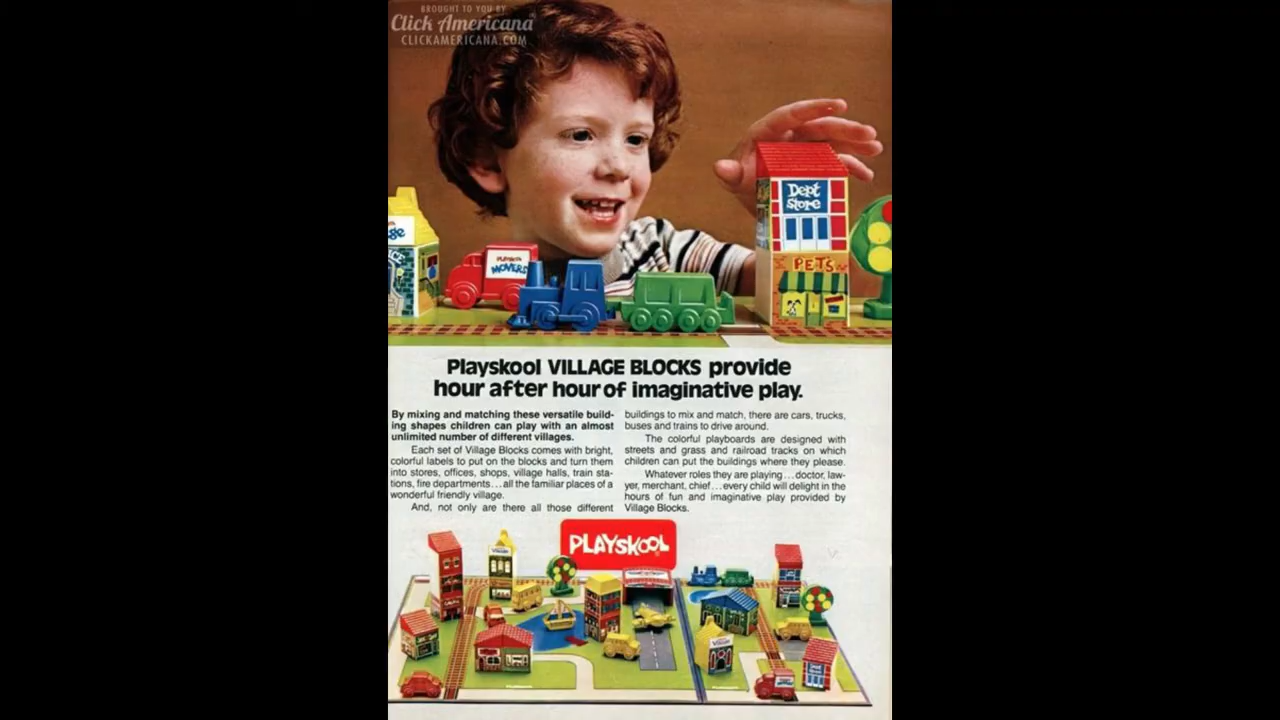 BROUGHT TO YOU BY
Click Americana
CLICKAMERICANA.COM
Dept
Store
PETS
PLAYSKOOL
MOVERS
Playskool VILLAGE BLOCKS provide
hour after hour of imaginative play.
By mixing and matching these versatile build-
ing shapes children can play with an almost
unlimited number of different villages.
Each set of Village Blocks comes with bright,
colorful labels to put on the blocks and turn them
into stores, offices, shops, village halls, train sta-
tions, fire departments...all the familiar places of a
wonderful friendly village.
And, not only are there all those different
buildings to mix and match, there are cars, trucks,
buses and trains to drive around.
The colorful playboards are designed with
streets and grass and railroad tracks on which
children can put the buildings where they please.
Whatever roles they are playing...doctor, law-
yer, merchant, chief...every child will delight in the
hours of fun and imaginative play provided by
Village Blocks.
PLAYSKOOL